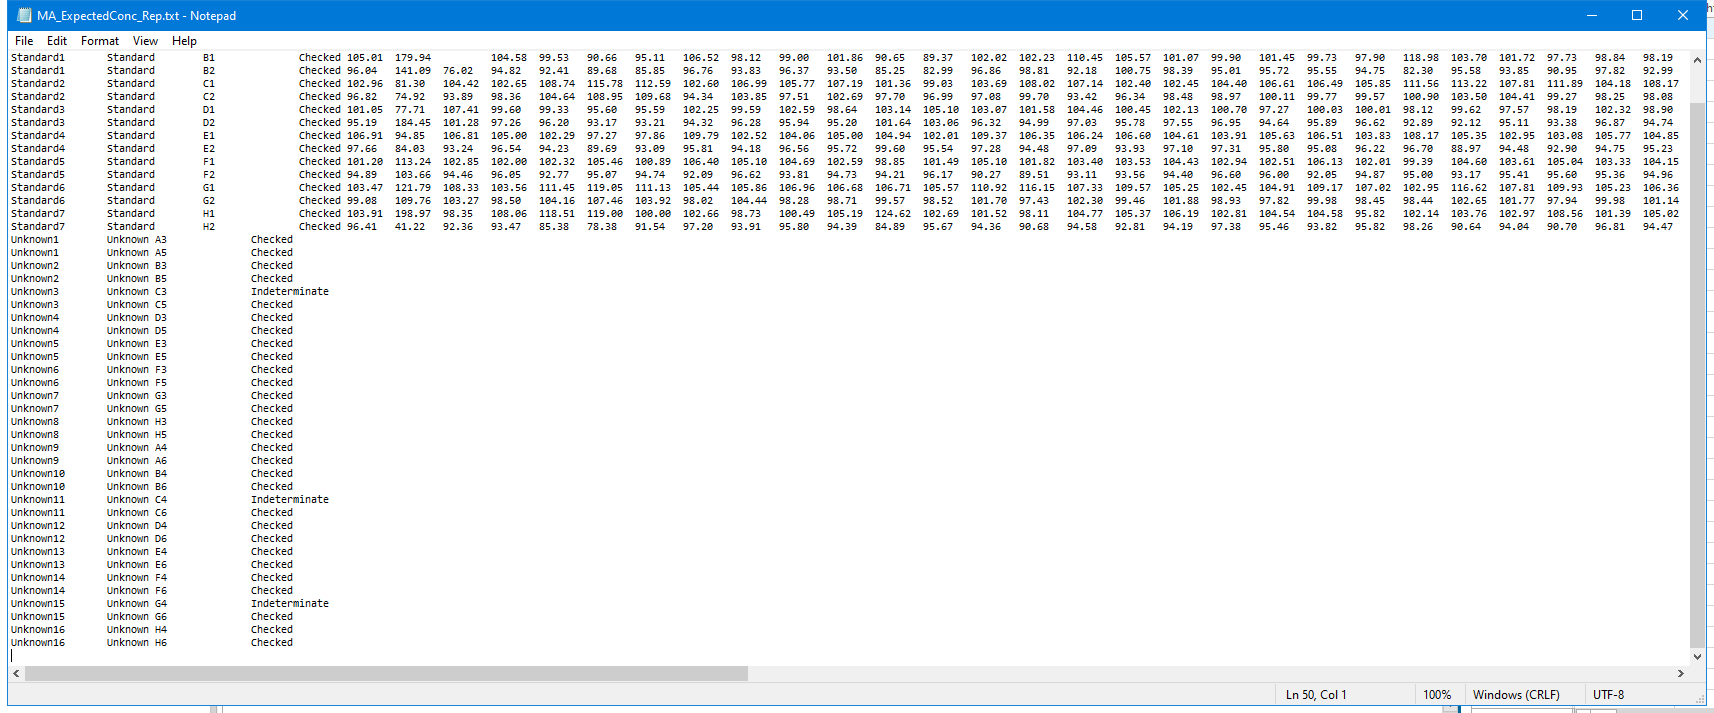 MA_ExpectedConc_Rep.txt - Notepad
File Edit Format View Help
Standard1 Standard B1 Checked 105.01 179.94 104.58 99.53 90.66 95.11 106.52 98.12 99.00 101.86 90.65 89.37 102.02 102.23 110.45 105.57 101.07 99.90 101.45 99.73 97.90 118.98 103.70 101.72 97.73 98.84 98.19
Standard1 Standard B2 Checked 96.04 141.09 76.02 94.82 92.41 89.68 85.85 96.76 93.83 96.37 93.50 85.25 82.99 96.86 98.81 92.18 100.75 98.39 95.01 95.72 95.55 94.75 82.30 95.58 93.85 90.95 97.82 92.99
Standard2 Standard C1 Checked 102.96 81.30 104.42 102.65 108.74 115.78 112.59 102.60 106.99 105.77 107.19 101.36 99.03 103.69 108.02 107.14 102.40 102.45 104.40 106.61 106.49 105.85 111.56 113.22 107.81 111.89 104.18 108.17
Standard2 Standard C2 Checked 96.82 74.92 93.89 98.36 104.64 108.95 109.68 94.34 103.85 97.51 102.69 97.70 96.99 97.08 99.70 93.42 96.34 98.48 98.97 100.11 99.77 99.57 100.90 103.50 104.41 99.27 98.25 98.08
Standard3 Standard D1 Checked 101.05 77.71 107.41 99.60 99.33 95.60 95.59 102.25 99.59 102.59 98.64 103.14 105.10 103.07 101.58 104.46 100.45 102.13 100.70 97.27 100.03 100.01 98.12 99.62 97.57 98.19 102.32 98.90
Standard3 Standard D2 Checked 95.19 184.45 101.28 97.26 96.20 93.17 93.21 94.32 96.28 95.94 95.20 101.64 103.06 96.32 94.99 97.03 95.78 97.55 96.95 94.64 95.89 96.62 92.89 92.12 95.11 93.38 96.87 94.74
Standard4 Standard E1 Checked 106.91 94.85 106.81 105.00 102.29 97.27 97.86 109.79 102.52 104.06 105.00 104.94 102.01 109.37 106.35 106.24 106.60 104.61 103.91 105.63 106.51 103.83 108.17 105.35 102.95 103.08 105.77 104.85
Standard4 Standard E2 Checked 97.66 84.03 93.24 96.54 94.23 89.69 93.09 95.81 94.18 96.56 95.72 99.60 95.54 97.28 94.48 97.09 93.93 97.10 97.31 95.80 95.08 96.22 96.70 88.97 94.48 92.90 94.75 95.23
Standard5 Standard F1 Checked 101.20 113.24 102.85 102.00 102.32 105.46 100.89 106.40 105.10 104.69 102.59 98.85 101.49 105.10 101.82 103.40 103.53 104.43 102.94 102.51 106.13 102.01 99.39 104.60 103.61 105.04 103.33 104.15
Standard5 Standard F2 Checked 94.89 103.66 94.46 96.05 92.77 95.07 94.74 92.09 96.62 93.81 94.73 94.21 96.17 90.27 89.51 93.11 93.56 94.40 96.60 96.00 92.05 94.87 95.00 93.17 95.41 95.60 95.36 94.96
Standard6 Standard G1 Checked 103.47 121.79 108.33 103.56 111.45 119.05 111.13 105.44 105.86 106.96 106.68 106.71 105.57 110.92 116.15 107.33 109.57 105.25 102.45 104.91 109.17 107.02 102.95 116.62 107.81 109.93 105.23 106.36
Standard6 Standard G2 Checked 99.08 109.76 103.27 98.50 104.16 107.46 103.92 98.02 104.44 98.28 98.71 99.57 98.52 101.70 97.43 102.30 99.46 101.88 98.93 97.82 99.98 98.45 98.44 102.65 101.77 97.94 99.98 101.14
Standard7 Standard H1 Checked 103.91 198.97 98.35 108.06 118.51 119.00 100.00 102.66 98.73 100.49 105.19 124.62 102.69 101.52 98.11 104.77 105.37 106.19 102.81 104.54 104.58 95.82 102.14 103.76 102.97 108.56 101.39 105.02
Standard7 Standard H2 Checked 96.41 41.22 92.36 93.47 85.38 78.38 91.54 97.20 93.91 95.80 94.39 84.89 95.67 94.36 90.68 94.58 92.81 94.19 97.38 95.46 93.82 95.82 98.26 90.64 94.04 90.70 96.81 94.47
Unknown1 Unknown A3 Checked
Unknown1 Unknown A5 Checked
Unknown2 Unknown B3 Checked
Unknown2 Unknown B5 Checked
Unknown3 Unknown C3 Indeterminate
Unknown3 Unknown C5 Checked
Unknown4 Unknown D3 Checked
Unknown4 Unknown D5 Checked
Unknown5 Unknown E3 Checked
Unknown5 Unknown E5 Checked
Unknown6 Unknown F3 Checked
Unknown6 Unknown F5 Checked
Unknown7 Unknown G3 Checked
Unknown7 Unknown G5 Checked
Unknown8 Unknown H3 Checked
Unknown8 Unknown H5 Checked
Unknown9 Unknown A4 Checked
Unknown9 Unknown A6 Checked
Unknown10 Unknown B4 Checked
Unknown10 Unknown B6 Checked
Unknown11 Unknown C4 Indeterminate
Unknown11 Unknown C6 Checked
Unknown12 Unknown D4 Checked
Unknown12 Unknown D6 Checked
Unknown13 Unknown E4 Checked
Unknown13 Unknown E6 Checked
Unknown14 Unknown F4 Checked
Unknown14 Unknown F6 Checked
Unknown15 Unknown G4 Indeterminate
Unknown15 Unknown G6 Checked
Unknown16 Unknown H4 Checked
Unknown16 Unknown H6 Checked
Ln 50, Col 1 100% Windows (CRLF) UTF-8